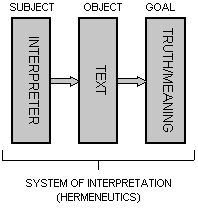 SUBJECT OBJECT GOAL
INTERPRETER
TEXT
TRUTH/MEANING
SYSTEM OF INTERPRETATION
(HERMENEUTICS)